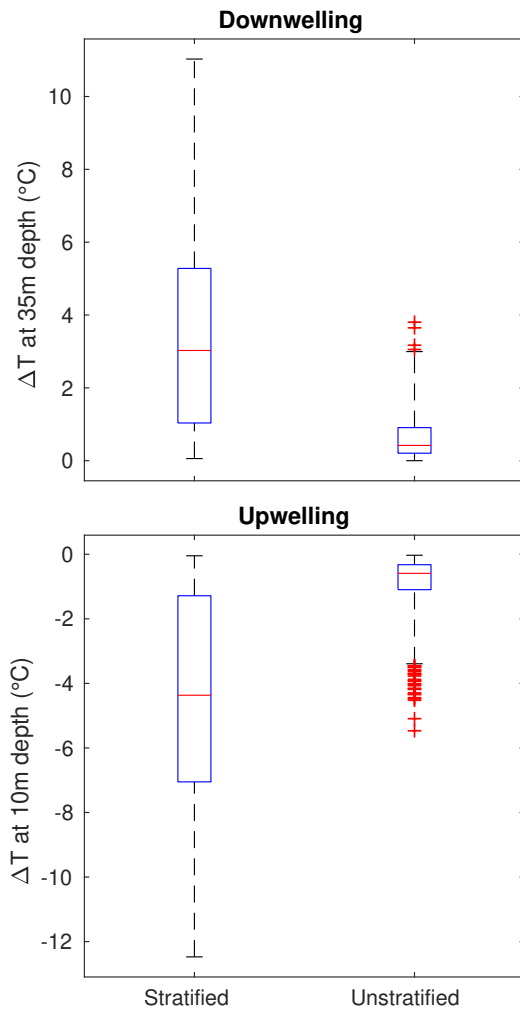 Downwelling
ΔT at 35m depth (°C)
10
8
6
4
2
0
Upwelling
ΔT at 10m depth (°C)
0
-2
-4
-6
-8
-10
-12
Stratified Unstratified